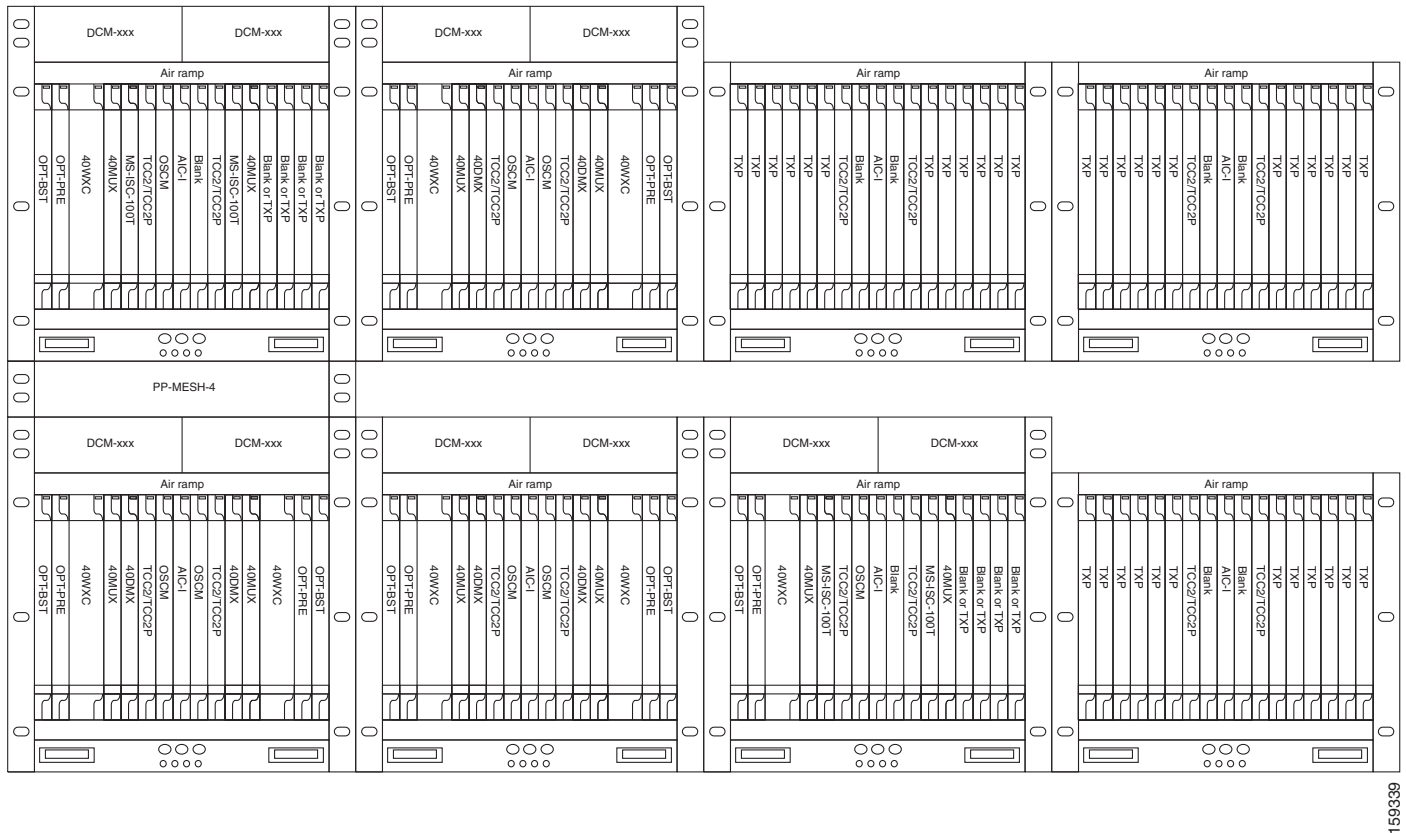 DCM-xxx
DCM-xxx
DCM-xxx
DCM-xxx
Air ramp
Air ramp
Air ramp
Air ramp
OPT-BST
OPT-PRE
40WXC
40MUX
MS-ISC-100T
TCC2/TCC2P
OSCM
AIC-I
Blank
TCC2/TCC2P
MS-ISC-100T
40MUX
Blank or TXP
Blank or TXP
Blank or TXP
Blank or TXP
OPT-BST
OPT-PRE
40WXC
40MUX
40DMX
TCC2/TCC2P
OSCM
AIC-I
OSCM
TCC2/TCC2P
40DMX
40MUX
40WXC
OPT-PRE
OPT-BST
TXP
TXP
TXP
TXP
TXP
TXP
TCC2/TCC2P
Blank
AIC-I
Blank
TCC2/TCC2P
TXP
TXP
TXP
TXP
TXP
TXP
TXP
TXP
TXP
TXP
TXP
TXP
TCC2/TCC2P
Blank
AIC-I
Blank
TCC2/TCC2P
TXP
TXP
TXP
TXP
TXP
TXP
PP-MESH-4
DCM-xxx
DCM-xxx
DCM-xxx
DCM-xxx
DCM-xxx
DCM-xxx
Air ramp
Air ramp
Air ramp
Air ramp
OPT-BST
OPT-PRE
40WXC
40MUX
40DMX
TCC2/TCC2P
OSCM
AIC-I
OSCM
TCC2/TCC2P
40DMX
40MUX
40WXC
OPT-PRE
OPT-BST
OPT-BST
OPT-PRE
40WXC
40MUX
40DMX
TCC2/TCC2P
OSCM
AIC-I
OSCM
TCC2/TCC2P
40DMX
40MUX
40WXC
OPT-PRE
OPT-BST
OPT-BST
OPT-PRE
40WXC
40MUX
MS-ISC-100T
TCC2/TCC2P
OSCM
AIC-I
Blank
TCC2/TCC2P
MS-ISC-100T
40MUX
Blank or TXP
Blank or TXP
Blank or TXP
Blank or TXP
TXP
TXP
TXP
TXP
TXP
TXP
TCC2/TCC2P
Blank
AIC-I
Blank
TCC2/TCC2P
TXP
TXP
TXP
TXP
TXP
TXP
159339